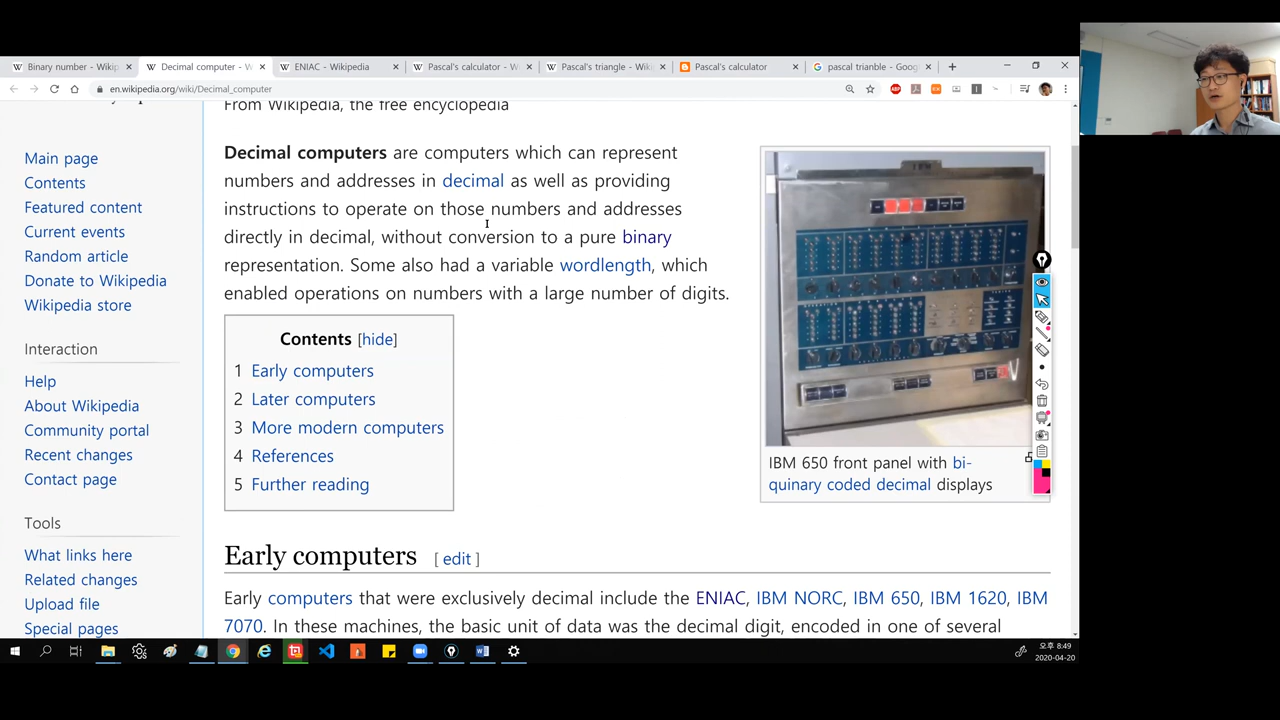 Binary number - Wikip
Decimal computer - W
ENIAC - Wikipedia
Pascal's calculator - W
Pascal's triangle - Wiki
Pascal's calculator
pascal trianble - Goog
en.wikipedia.org/wiki/Decimal_computer
From Wikipedia, the free encyclopedia
Main page
Contents
Featured content
Current events
Random article
Donate to Wikipedia
Wikipedia store
Interaction
Help
About Wikipedia
Community portal
Recent changes
Contact page
Tools
What links here
Related changes
Upload file
Special pages
Decimal computers are computers which can represent
numbers and addresses in decimal as well as providing
instructions to operate on those numbers and addresses
directly in decimal, without conversion to a pure binary
representation. Some also had a variable wordlength, which
enabled operations on numbers with a large number of digits.
Contents [hide]
1 Early computers
2 Later computers
3 More modern computers
4 References
5 Further reading
IBM 650 front panel with bi-
quinary coded decimal displays
Early computers [ edit ]
Early computers that were exclusively decimal include the ENIAC, IBM NORC, IBM 650, IBM 1620, IBM
7070. In these machines, the basic unit of data was the decimal digit, encoded in one of several
오후 8:49
2020-04-20